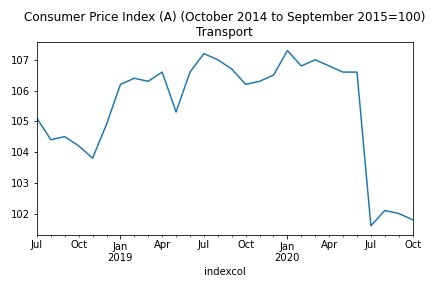 Consumer Price Index (A) (October 2014 to September 2015=100)
Transport
107
106
105
104
103
102
Jul Oct Jan Apr Jul Oct Jan Apr Jul Oct
2019 2020
indexcol